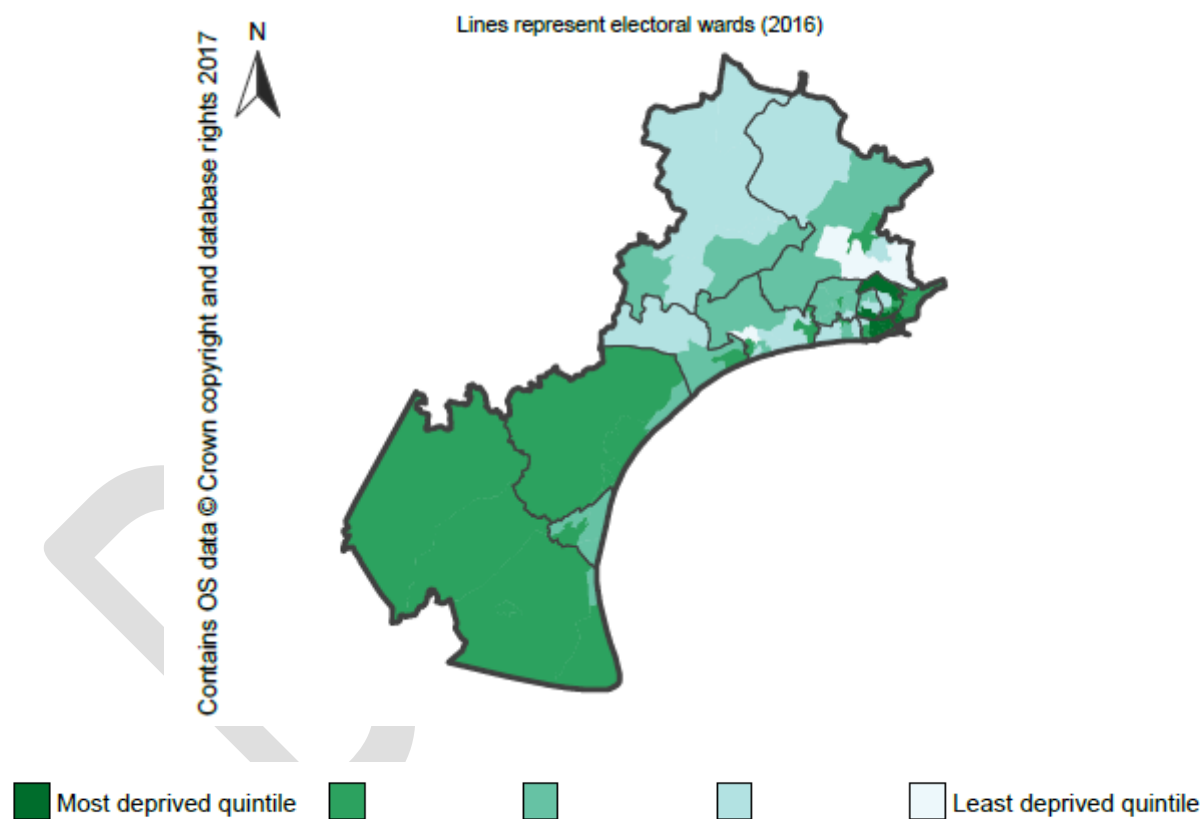 Lines represent electoral wards (2016)
N
Contains OS data © Crown copyright and database rights 2017
Most deprived quintile
Least deprived quintile